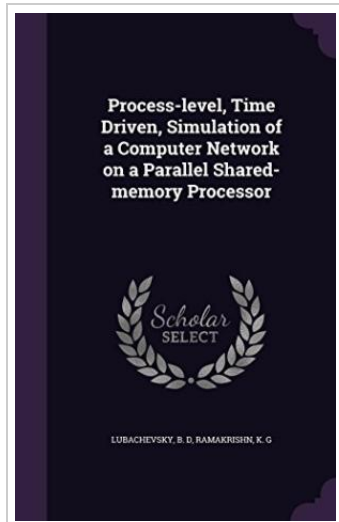 Process-level, Time
Driven, Simulation of
a Computer Network
on a Parallel Shared-
memory Processor
Scholar
SELECT
LUBACHEVSKY, B. D, RAMAKRISHN, K. G